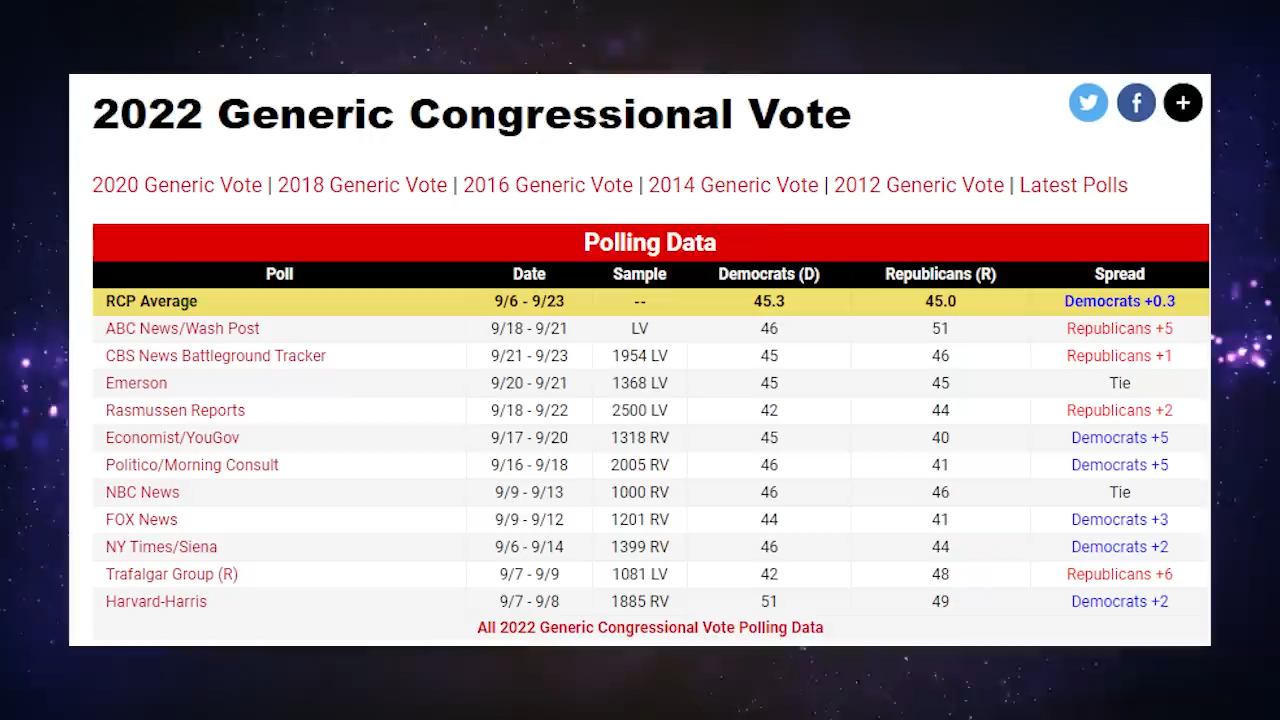 2022 Generic Congressional Vote
2020 Generic Vote | 2018 Generic Vote | 2016 Generic Vote | 2014 Generic Vote | 2012 Generic Vote | Latest Polls
Polling Data
Poll Date Sample Democrats (D) Republicans (R) Spread
RCP Average 9/6 - 9/23 -- 45.3 45.0 Democrats +0.3
ABC News/Wash Post 9/18 - 9/21 LV 46 51 Republicans +5
CBS News Battleground Tracker 9/21 - 9/23 1954 LV 45 46 Republicans +1
Emerson 9/20 - 9/21 1368 LV 45 45 Tie
Rasmussen Reports 9/18 - 9/22 2500 LV 42 44 Republicans +2
Economist/YouGov 9/17 - 9/20 1318 RV 45 40 Democrats +5
Politico/Morning Consult 9/16 - 9/18 2005 RV 46 41 Democrats +5
NBC News 9/9 - 9/13 1000 RV 46 46 Tie
FOX News 9/9 - 9/12 1201 RV 44 41 Democrats +3
NY Times/Siena 9/6 - 9/14 1399 RV 46 44 Democrats +2
Trafalgar Group (R) 9/7 - 9/9 1081 LV 42 48 Republicans +6
Harvard-Harris 9/7 - 9/8 1885 RV 51 49 Democrats +2
All 2022 Generic Congressional Vote Polling Data